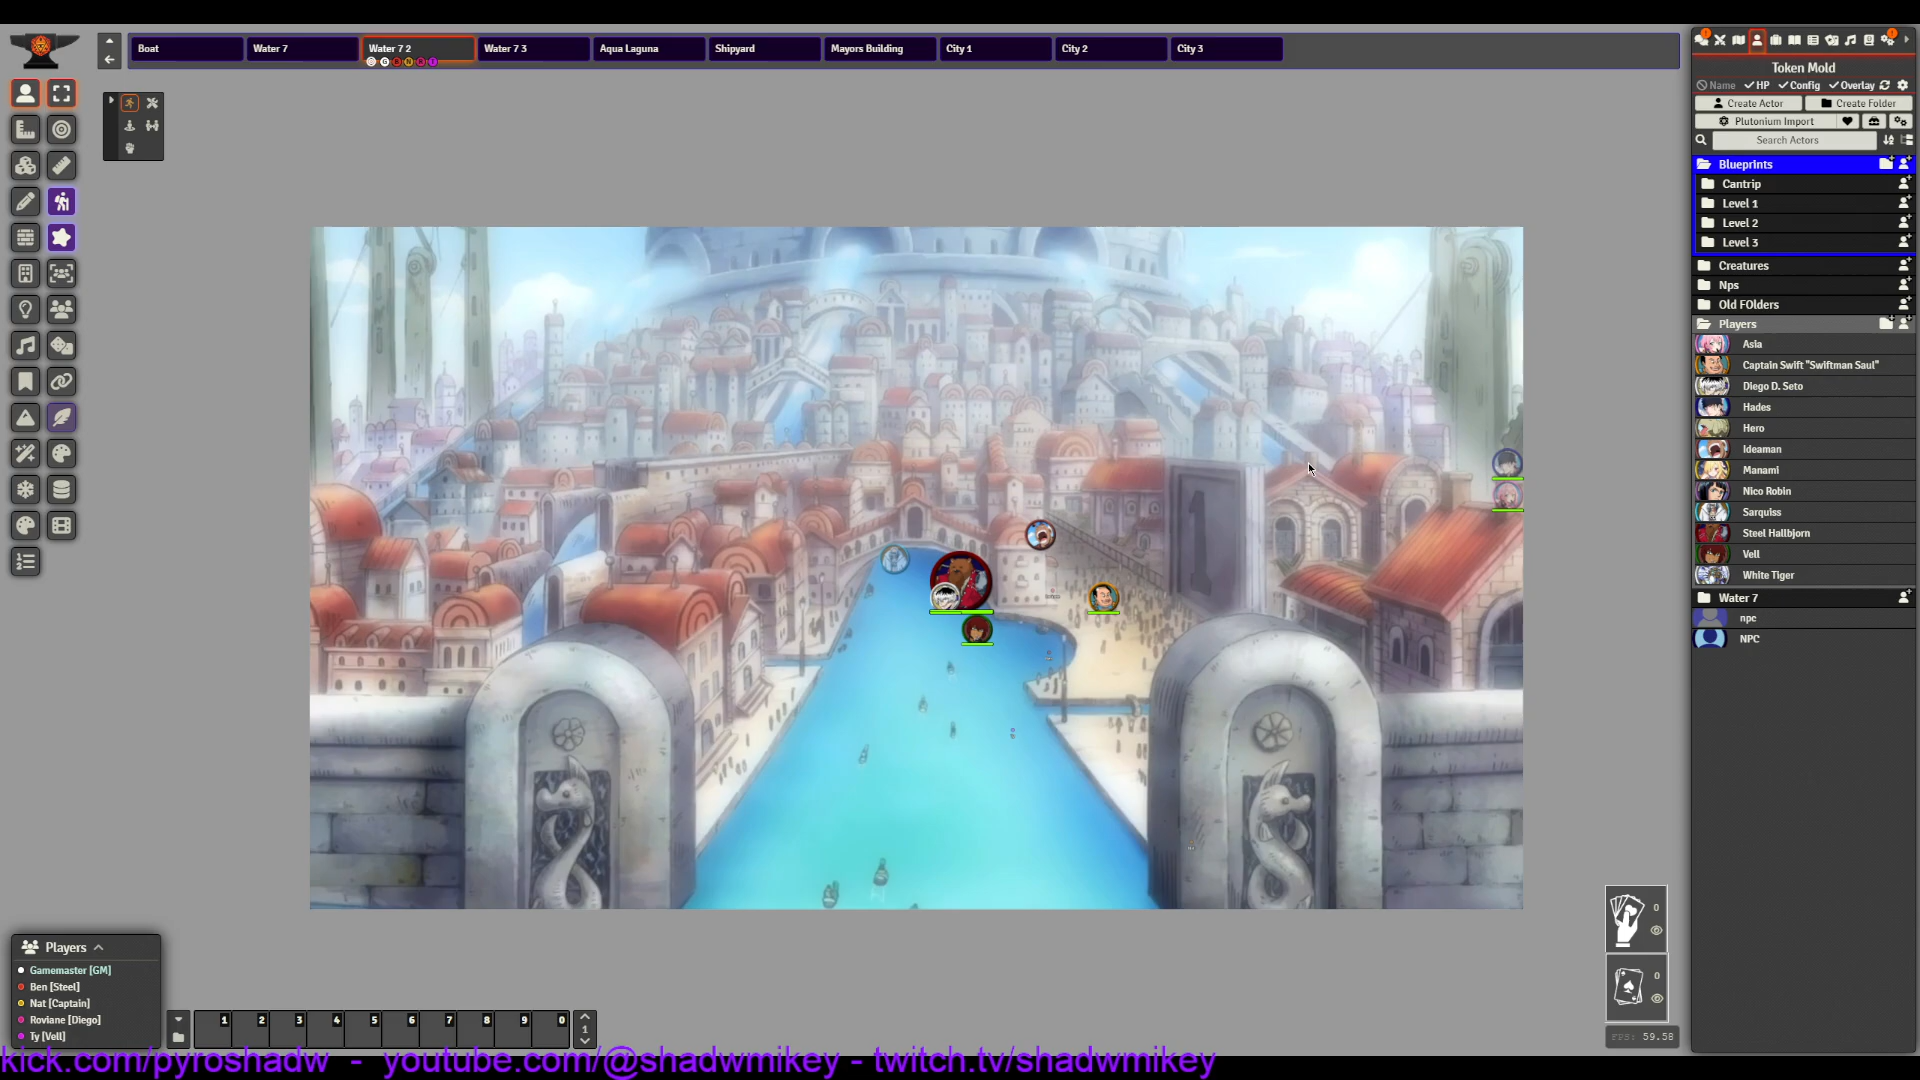 Boat
Water 7
Water 7 2
Water 7 3
Aqua Laguna
Shipyard
Mayors Building
City 1
City 2
City 3
Token Mold
Name HP Config Overlay
Create Actor
Create Folder
Plutonium Import
Search Actors
Blueprints
Cantrip
Level 1
Level 2
Level 3
Creatures
Nps
Old FOlders
Players
Asia
Captain Swift "Swiftman Saul"
Diego D. Seto
Hades
Hero
Ideaman
Manami
Nico Robin
Sarquiss
Steel Hallbjorn
Vell
White Tiger
Water 7
npc
NPC
1
0
0
FPS: 59.58
Players
Gamemaster [GM]
Ben [Steel]
Nat [Captain]
Roviane [Diego]
Ty [Vell]
1 2 3 4 5 6 7 8 9 0
1
kick.com/pyroshadw - youtube.com/@shadwmikey - twitch.tv/shadwmikey